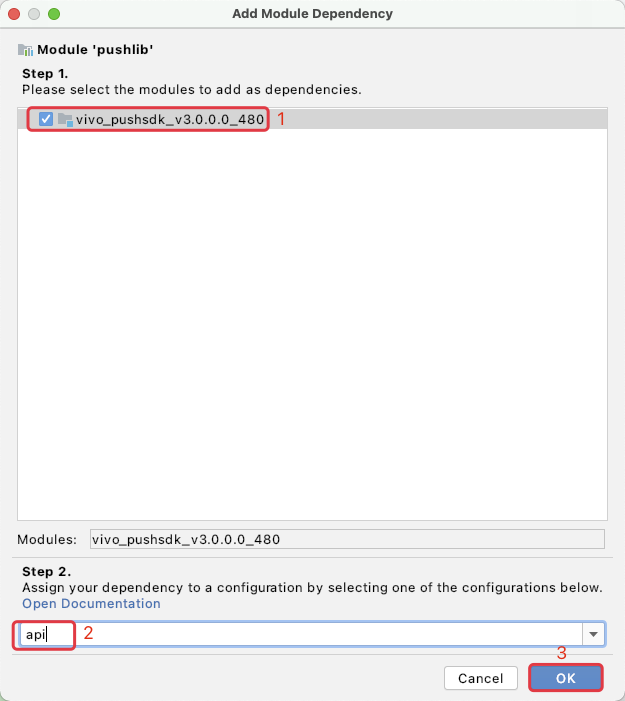 Add Module Dependency
Module 'pushlib'
Step 1.
Please select the modules to add as dependencies.
vivo_pushsdk_v3.0.0.0_480 1
Modules: vivo_pushsdk_v3.0.0.0_480
Step 2.
Assign your dependency to a configuration by selecting one of the configurations below.
Open Documentation
api 2
3
Cancel OK